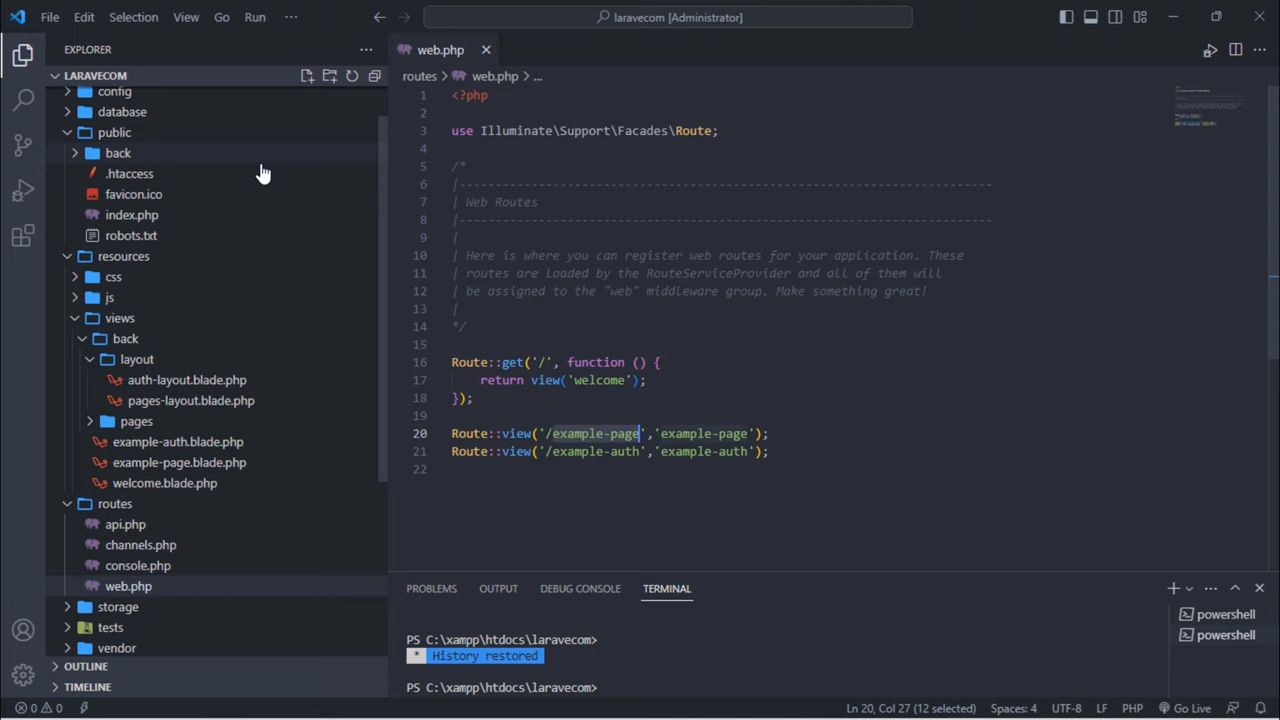 File Edit Selection View Go Run ···
laravecom [Administrator]
EXPLORER
LARAVECOM
config
database
public
back
.htaccess
favicon.ico
index.php
robots.txt
resources
css
js
views
back
layout
auth-layout.blade.php
pages-layout.blade.php
pages
example-auth.blade.php
example-page.blade.php
welcome.blade.php
routes
api.php
channels.php
console.php
web.php
storage
tests
vendor
OUTLINE
TIMELINE
web.php
routes > web.php > ...
1 <?php
2
3 use Illuminate\Support\Facades\Route;
4
5 /*
6 |--------------------------------------------------------------------------
7 | Web Routes
8 |--------------------------------------------------------------------------
9 |
10 | Here is where you can register web routes for your application. These
11 | routes are loaded by the RouteServiceProvider and all of them will
12 | be assigned to the "web" middleware group. Make something great!
13 |
14 */
15
16 Route::get('/', function () {
17 return view('welcome');
18 });
19
20 Route::view('/example-page','example-page');
21 Route::view('/example-auth','example-auth');
22
PROBLEMS OUTPUT DEBUG CONSOLE TERMINAL
PS C:\xampp\htdocs\laravecom>
* History restored
PS C:\xampp\htdocs\laravecom>
powershell
powershell
0 0 Ln 20, Col 27 (12 selected) Spaces: 4 UTF-8 LF PHP Go Live